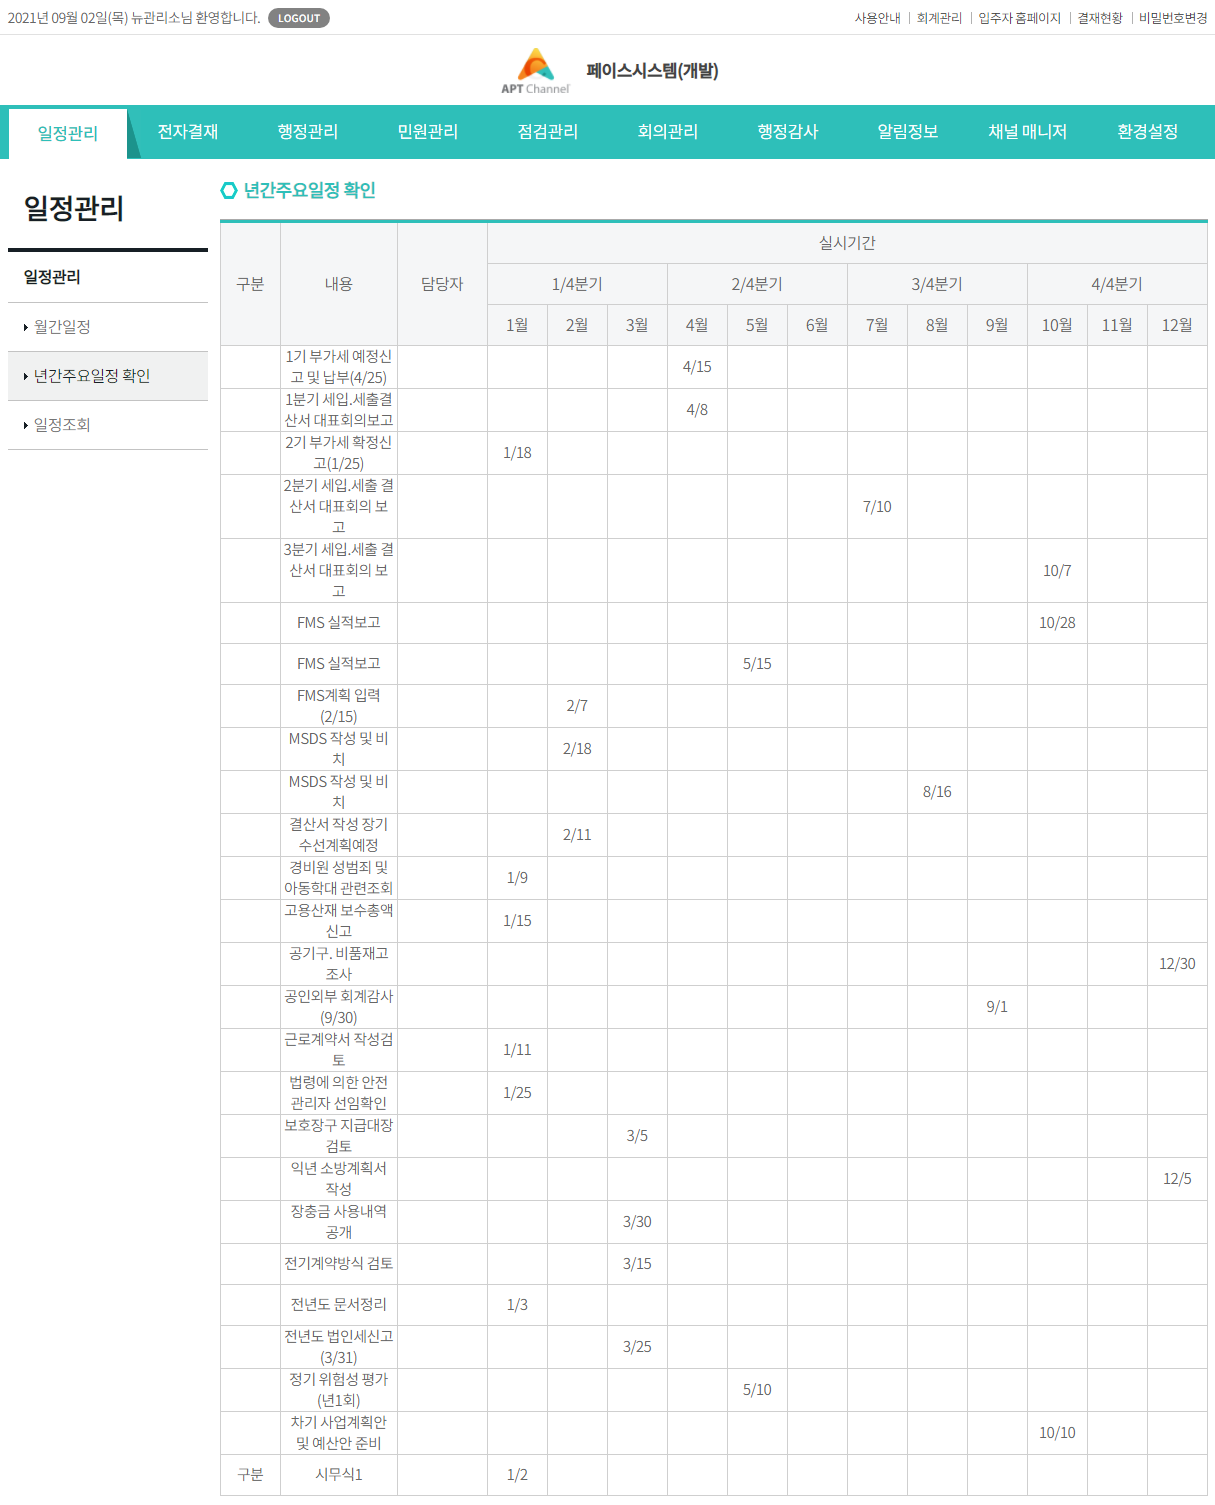 2021년 09월 02일(목) 뉴관리소님 환영합니다. LOGOUT
사용안내 | 회계관리 | 입주자 홈페이지 | 결재현황 | 비밀번호변경
APT Channel
페이스시스템(개발)
일정관리 전자결재 행정관리 민원관리 점검관리 회의관리 행정감사 알림정보 채널 매니저 환경설정
일정관리
일정관리
월간일정
년간주요일정 확인
일정조회
년간주요일정 확인
구분 내용 담당자 실시기간
1/4분기 2/4분기 3/4분기 4/4분기
1월 2월 3월 4월 5월 6월 7월 8월 9월 10월 11월 12월
1기 부가세 예정신
고 및 납부(4/25)
4/15
1분기 세입.세출결
산서 대표회의보고
4/8
2기 부가세 확정신
고(1/25)
1/18
2분기 세입.세출 결
산서 대표회의 보
고
7/10
3분기 세입.세출 결
산서 대표회의 보
고
10/7
FMS 실적보고 10/28
FMS 실적보고 5/15
FMS계획 입력
(2/15)
2/7
MSDS 작성 및 비
치
2/18
MSDS 작성 및 비
치
8/16
결산서 작성 장기
수선계획예정
2/11
경비원 성범죄 및
아동학대 관련조회
1/9
고용산재 보수총액
신고
1/15
공기구. 비품재고
조사
12/30
공인외부 회계감사
(9/30)
9/1
근로계약서 작성검
토
1/11
법령에 의한 안전
관리자 선임확인
1/25
보호장구 지급대장
검토
3/5
익년 소방계획서
작성
12/5
장충금 사용내역
공개
3/30
전기계약방식 검토 3/15
전년도 문서정리 1/3
전년도 법인세신고
(3/31)
3/25
정기 위험성 평가
(년1회)
5/10
차기 사업계획안
및 예산안 준비
10/10
구분 시무식1 1/2